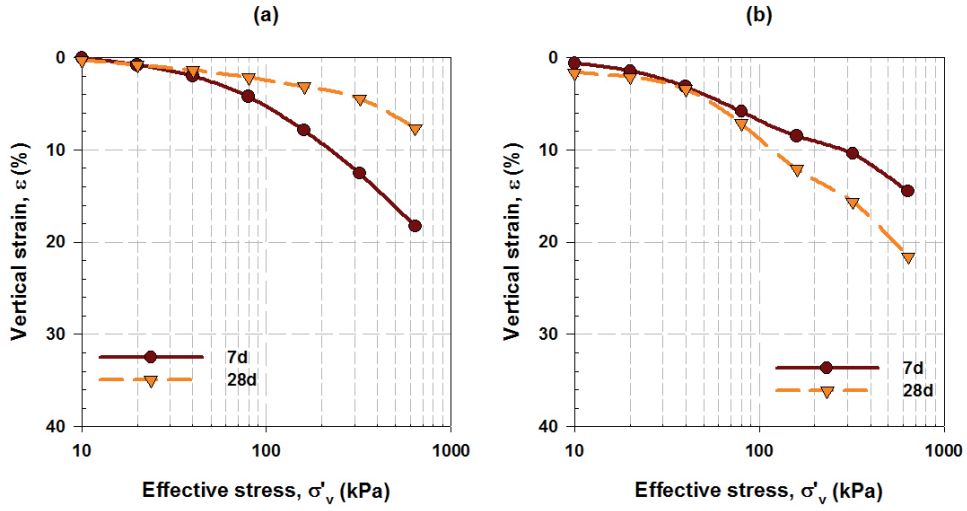 (a)
0
10
20
30
40
Vertical strain, ε (%)
7d
28d
10
100
1000
Effective stress, σ'v (kPa)
(b)
0
10
20
30
40
Vertical strain, ε (%)
7d
28d
10
100
1000
Effective stress, σ'v (kPa)